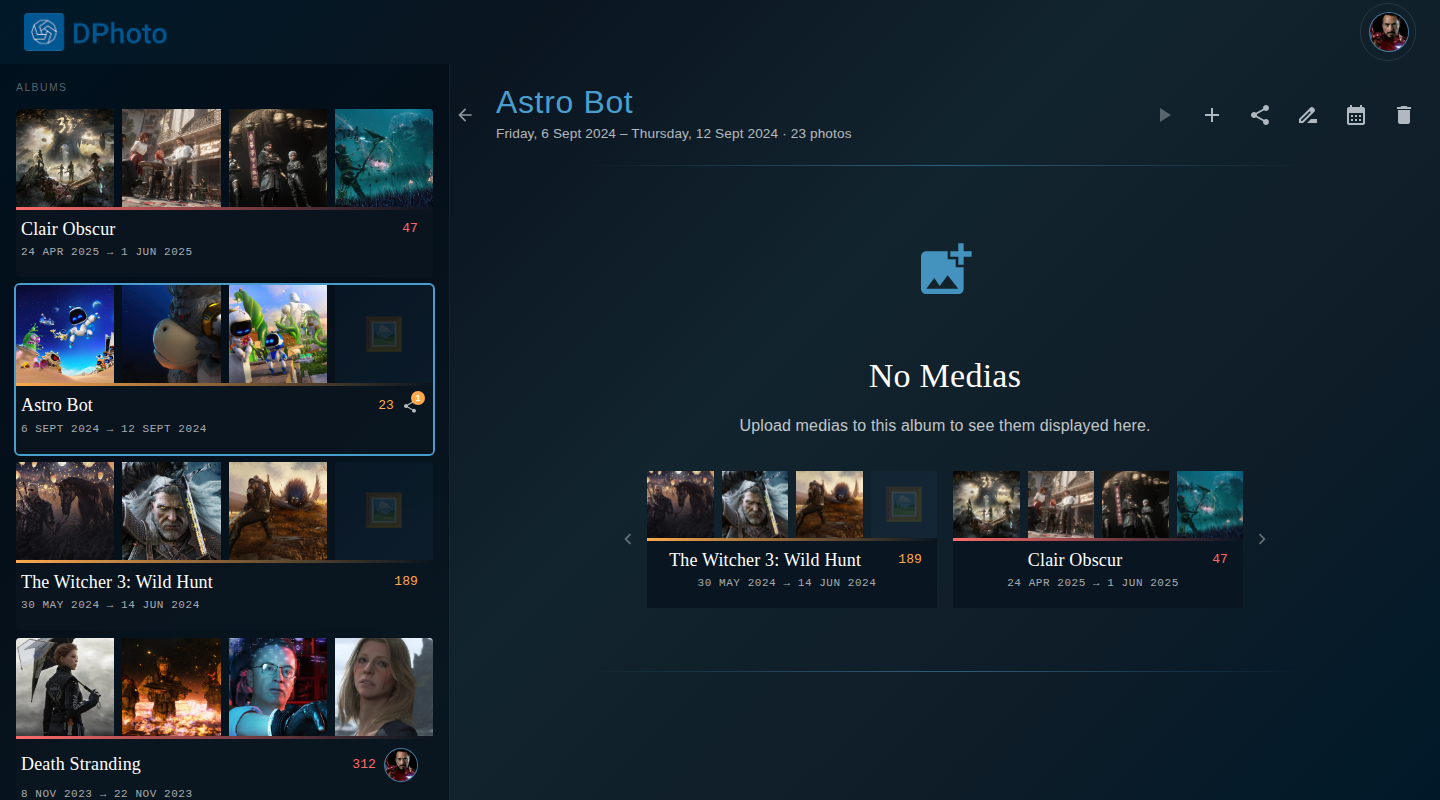 DPhoto
ALBUMS
Clair Obscur
47
24 APR 2025 → 1 JUN 2025
Astro Bot
23
1
6 SEPT 2024 → 12 SEPT 2024
The Witcher 3: Wild Hunt
189
30 MAY 2024 → 14 JUN 2024
Death Stranding
312
8 NOV 2023 → 22 NOV 2023
Astro Bot
Friday, 6 Sept 2024 – Thursday, 12 Sept 2024 · 23 photos
No Medias
Upload medias to this album to see them displayed here.
The Witcher 3: Wild Hunt
189
30 MAY 2024 → 14 JUN 2024
Clair Obscur
47
24 APR 2025 → 1 JUN 2025